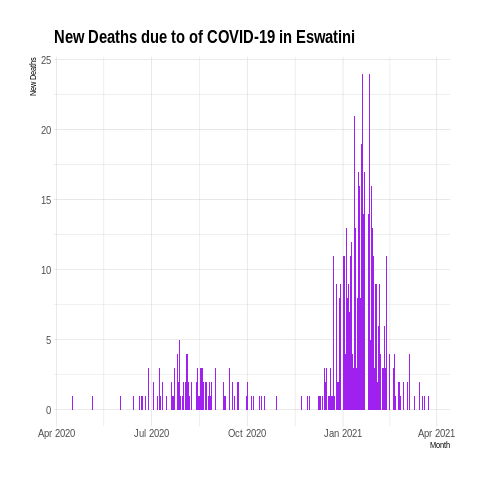 New Deaths due to of COVID-19 in Eswatini
New Deaths
25
20
15
10
5
0
Apr 2020 Jul 2020 Oct 2020 Jan 2021 Apr 2021
Month